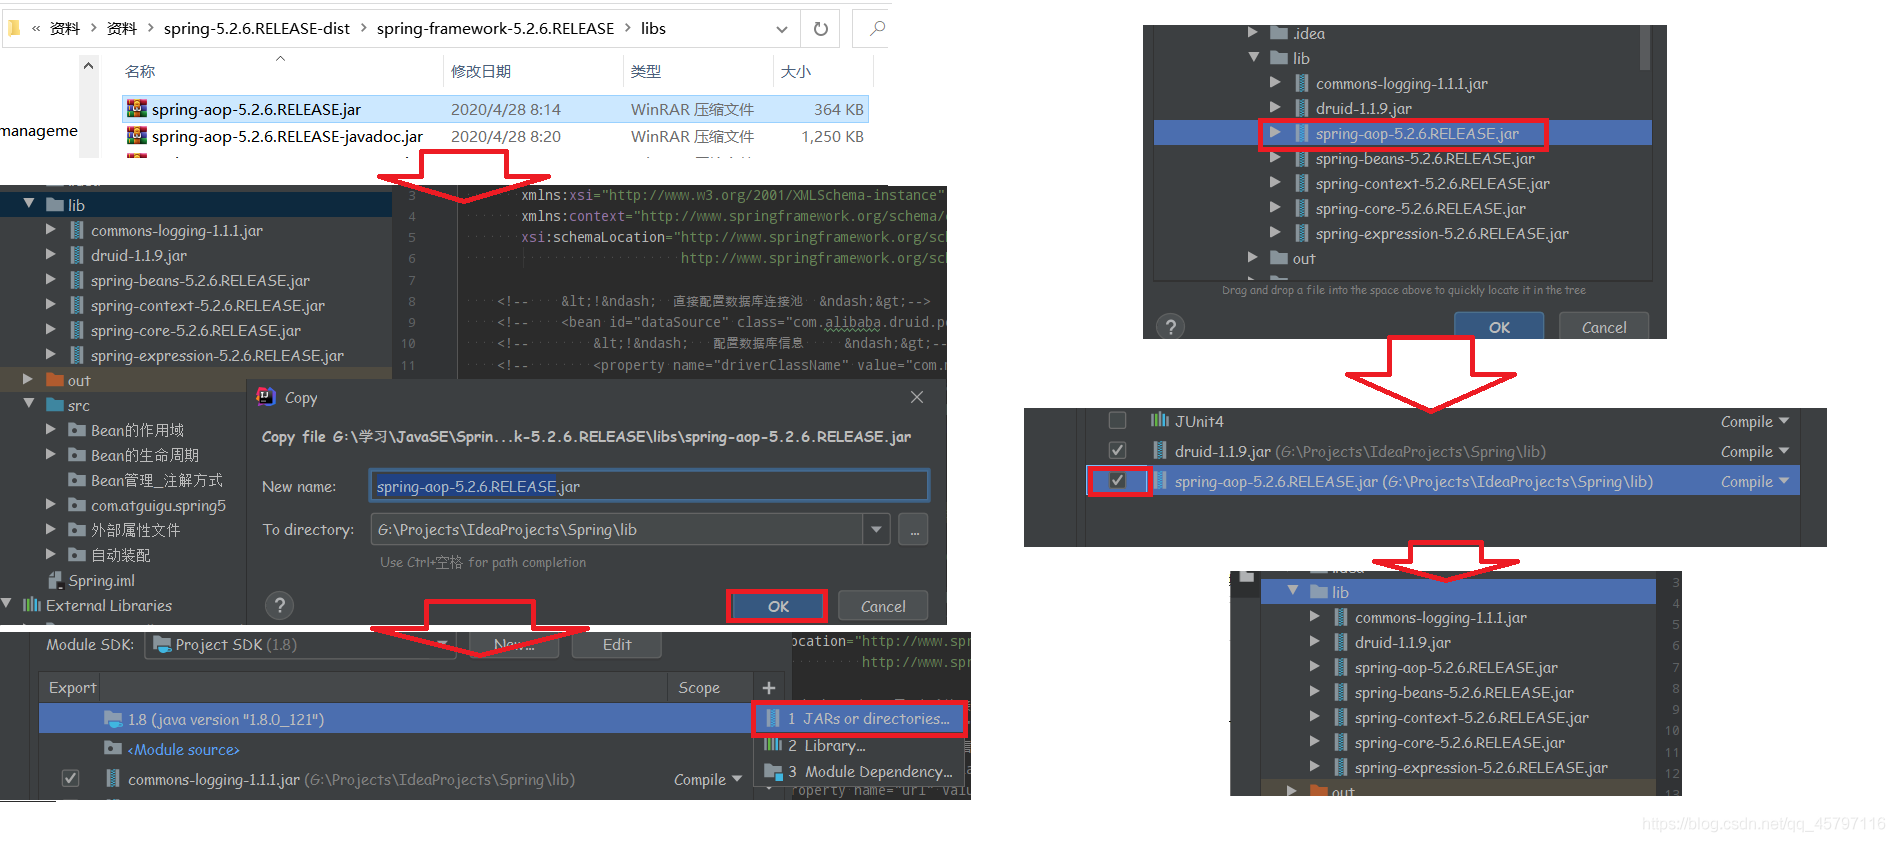 « 资料 › 资料 › spring-5.2.6.RELEASE-dist › spring-framework-5.2.6.RELEASE › libs
名称 修改日期 类型 大小
spring-aop-5.2.6.RELEASE.jar 2020/4/28 8:14 WinRAR 压缩文件 364 KB
manageme spring-aop-5.2.6.RELEASE-javadoc.jar 2020/4/28 8:20 WinRAR 压缩文件 1,250 KB
lib
commons-logging-1.1.1.jar
druid-1.1.9.jar
spring-beans-5.2.6.RELEASE.jar
spring-context-5.2.6.RELEASE.jar
spring-core-5.2.6.RELEASE.jar
spring-expression-5.2.6.RELEASE.jar
out
src
Bean的作用域
Bean的生命周期
Bean管理_注解方式
com.atguigu.spring5
外部属性文件
自动装配
Spring.iml
External Libraries
3 xmlns:xsi="http://www.w3.org/2001/XMLSchema-instance"
4 xmlns:context="http://www.springframework.org/schema/
5 xsi:schemaLocation="http://www.springframework.org/sch
6 http://www.springframework.org/sch
7
8 <!-- &lt;!&ndash; 直接配置数据库连接池 &ndash;&gt;-->
9 <!-- <bean id="dataSource" class="com.alibaba.druid.po
10 <!-- &lt;!&ndash; 配置数据库信息 &ndash;&gt;--
11 <!-- <property name="driverClassName" value="com.m
Copy
Copy file G:\学习\JavaSE\Sprin...k-5.2.6.RELEASE\libs\spring-aop-5.2.6.RELEASE.jar
New name: spring-aop-5.2.6.RELEASE.jar
To directory: G:\Projects\IdeaProjects\Spring\lib ...
Use Ctrl+空格 for path completion
? OK Cancel
Module SDK: Project SDK (1.8) New... Edit
ocation="http://www.spr
http://www.spr
Export Scope +
1.8 (java version "1.8.0_121")
<Module source>
commons-logging-1.1.1.jar (G:\Projects\IdeaProjects\Spring\lib) Compile
1 JARs or directories...
2 Library...
3 Module Dependency...
roperty name="url" valu
.idea
lib
commons-logging-1.1.1.jar
druid-1.1.9.jar
spring-aop-5.2.6.RELEASE.jar
spring-beans-5.2.6.RELEASE.jar
spring-context-5.2.6.RELEASE.jar
spring-core-5.2.6.RELEASE.jar
spring-expression-5.2.6.RELEASE.jar
out
Drag and drop a file into the space above to quickly locate it in the tree
? OK Cancel
JUnit4 Compile
druid-1.1.9.jar (G:\Projects\IdeaProjects\Spring\lib) Compile
spring-aop-5.2.6.RELEASE.jar (G:\Projects\IdeaProjects\Spring\lib) Compile
3
lib 4
commons-logging-1.1.1.jar 5
druid-1.1.9.jar 6
spring-aop-5.2.6.RELEASE.jar 7
spring-beans-5.2.6.RELEASE.jar 8
spring-context-5.2.6.RELEASE.jar 9
10
spring-core-5.2.6.RELEASE.jar 11
spring-expression-5.2.6.RELEASE.jar 12
out 13
https://blog.csdn.net/qq_45797116